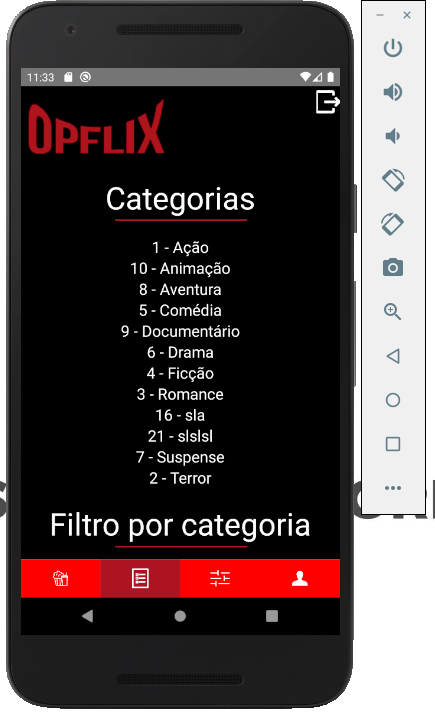 11:33
OPFLIX
Categorias
1 - Ação
10 - Animação
8 - Aventura
5 - Comédia
9 - Documentário
6 - Drama
4 - Ficção
3 - Romance
16 - sla
21 - slslsl
7 - Suspense
2 - Terror
Filtro por categoria